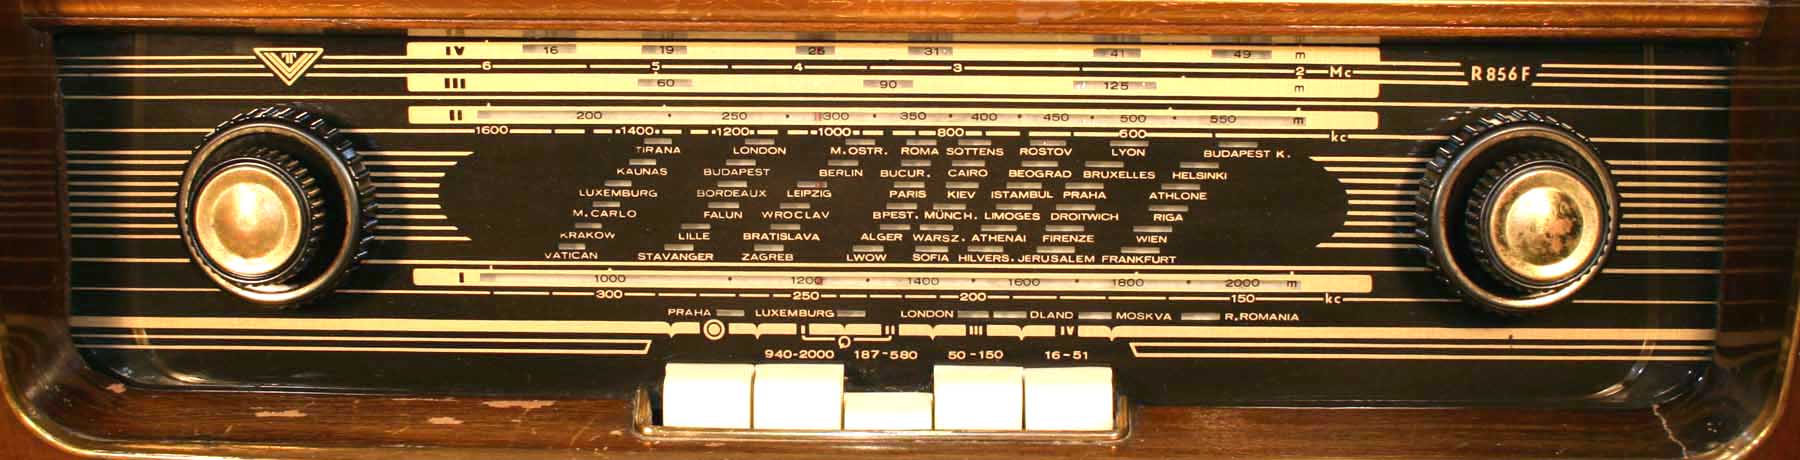 IV 16 19 25 31 41 49 m
6 5 4 3 2 Mc
R 856 F
III 60 90 125 m
II 200 250 300 350 400 450 500 550 m
1600 1400 1200 1000 800 600 kc
TIRANA LONDON M.OSTR. ROMA SOTTENS ROSTOV LYON BUDAPEST K.
KAUNAS BUDAPEST BERLIN BUCUR. CAIRO BEOGRAD BRUXELLES HELSINKI
LUXEMBURG BORDEAUX LEIPZIG PARIS KIEV ISTAMBUL PRAHA ATHLONE
M.CARLO FALUN WROCLAV BPEST. MÜNCH. LIMOGES DROITWICH RIGA
KRAKOW LILLE BRATISLAVA ALGER WARSZ. ATHENAI FIRENZE WIEN
VATICAN STAVANGER ZAGREB LWOW SOFIA HILVERS. JERUSALEM FRANKFURT
I 1000 1200 1400 1600 1800 2000 m
300 250 200 150 kc
PRAHA LUXEMBURG LONDON DLAND MOSKVA R.ROMANIA
I II III IV
940-2000 187-580 50-150 16-51